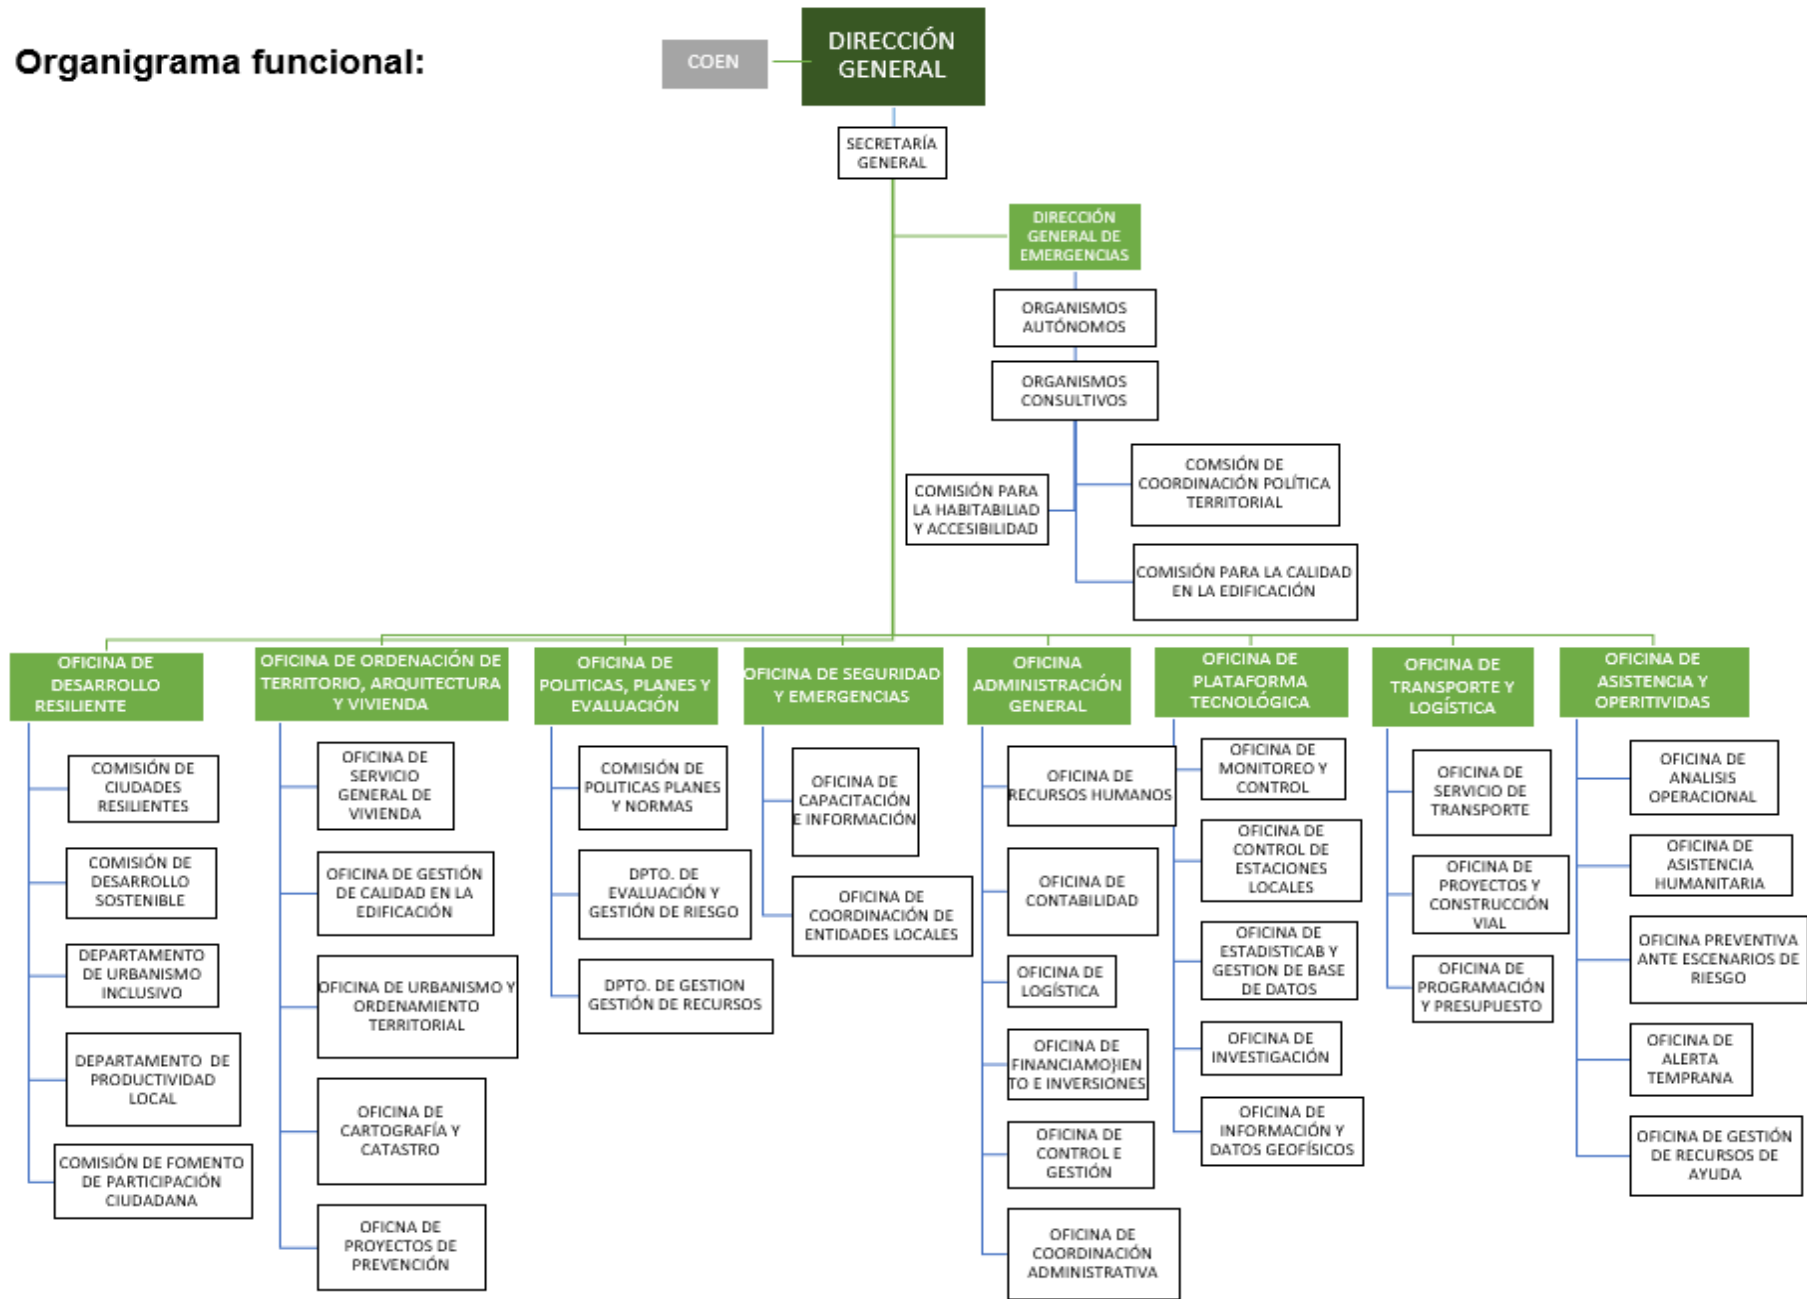 Organigrama funcional:
COEN
DIRECCIÓN
GENERAL
SECRETARÍA
GENERAL
DIRECCIÓN
GENERAL DE
EMERGENCIAS
ORGANISMOS
AUTÓNOMOS
ORGANISMOS
CONSULTIVOS
COMISIÓN PARA
LA HABITABILIAD
Y ACCESIBILIDAD
COMSIÓN DE
COORDINACIÓN POLÍTICA
TERRITORIAL
COMISIÓN PARA LA CALIDAD
EN LA EDIFICACIÓN
OFICINA DE
DESARROLLO
RESILIENTE
COMISIÓN DE
CIUDADES
RESILIENTES
COMISIÓN DE
DESARROLLO
SOSTENIBLE
DEPARTAMENTO
DE URBANISMO
INCLUSIVO
DEPARTAMENTO DE
PRODUCTIVIDAD
LOCAL
COMISIÓN DE FOMENTO
DE PARTICIPACIÓN
CIUDADANA
OFICINA DE ORDENACIÓN DE
TERRITORIO, ARQUITECTURA
Y VIVIENDA
OFICINA DE
SERVICIO
GENERAL DE
VIVIENDA
OFICINA DE GESTIÓN
DE CALIDAD EN LA
EDIFICACIÓN
OFICINA DE URBANISMO Y
ORDENAMIENTO
TERRITORIAL
OFICINA DE
CARTOGRAFÍA Y
CATASTRO
OFICNA DE
PROYECTOS DE
PREVENCIÓN
OFICINA DE
POLITICAS, PLANES Y
EVALUACIÓN
COMISIÓN DE
POLITICAS PLANES
Y NORMAS
DPTO. DE
EVALUACIÓN Y
GESTIÓN DE RIESGO
DPTO. DE GESTION
GESTIÓN DE RECURSOS
OFICINA DE SEGURIDAD
Y EMERGENCIAS
OFICINA DE
CAPACITACIÓN
E INFORMACIÓN
OFICINA DE
COORDINACIÓN DE
ENTIDADES LOCALES
OFICINA
ADMINISTRACIÓN
GENERAL
OFICINA DE
RECURSOS HUMANOS
OFICINA DE
CONTABILIDAD
OFICINA DE
LOGÍSTICA
OFICINA DE
FINANCIAMO}IEN
TO E INVERSIONES
OFICINA DE
CONTROL E
GESTIÓN
OFICINA DE
COORDINACIÓN
ADMINISTRATIVA
OFICINA DE
PLATAFORMA
TECNOLÓGICA
OFICINA DE
MONITOREO Y
CONTROL
OFICINA DE
CONTROL DE
ESTACIONES
LOCALES
OFICINA DE
ESTADISTICAB Y
GESTION DE BASE
DE DATOS
OFICINA DE
INVESTIGACIÓN
OFICINA DE
INFORMACIÓN Y
DATOS GEOFÍSICOS
OFICINA DE
TRANSPORTE Y
LOGÍSTICA
OFICINA DE
SERVICIO DE
TRANSPORTE
OFICINA DE
PROYECTOS Y
CONSTRUCCIÓN
VIAL
OFICINA DE
PROGRAMACIÓN
Y PRESUPUESTO
OFICINA DE
ASISTENCIA Y
OPERITIVIDAS
OFICINA DE
ANALISIS
OPERACIONAL
OFICINA DE
ASISTENCIA
HUMANITARIA
OFICINA PREVENTIVA
ANTE ESCENARIOS DE
RIESGO
OFICINA DE
ALERTA
TEMPRANA
OFICINA DE GESTIÓN
DE RECURSOS DE
AYUDA